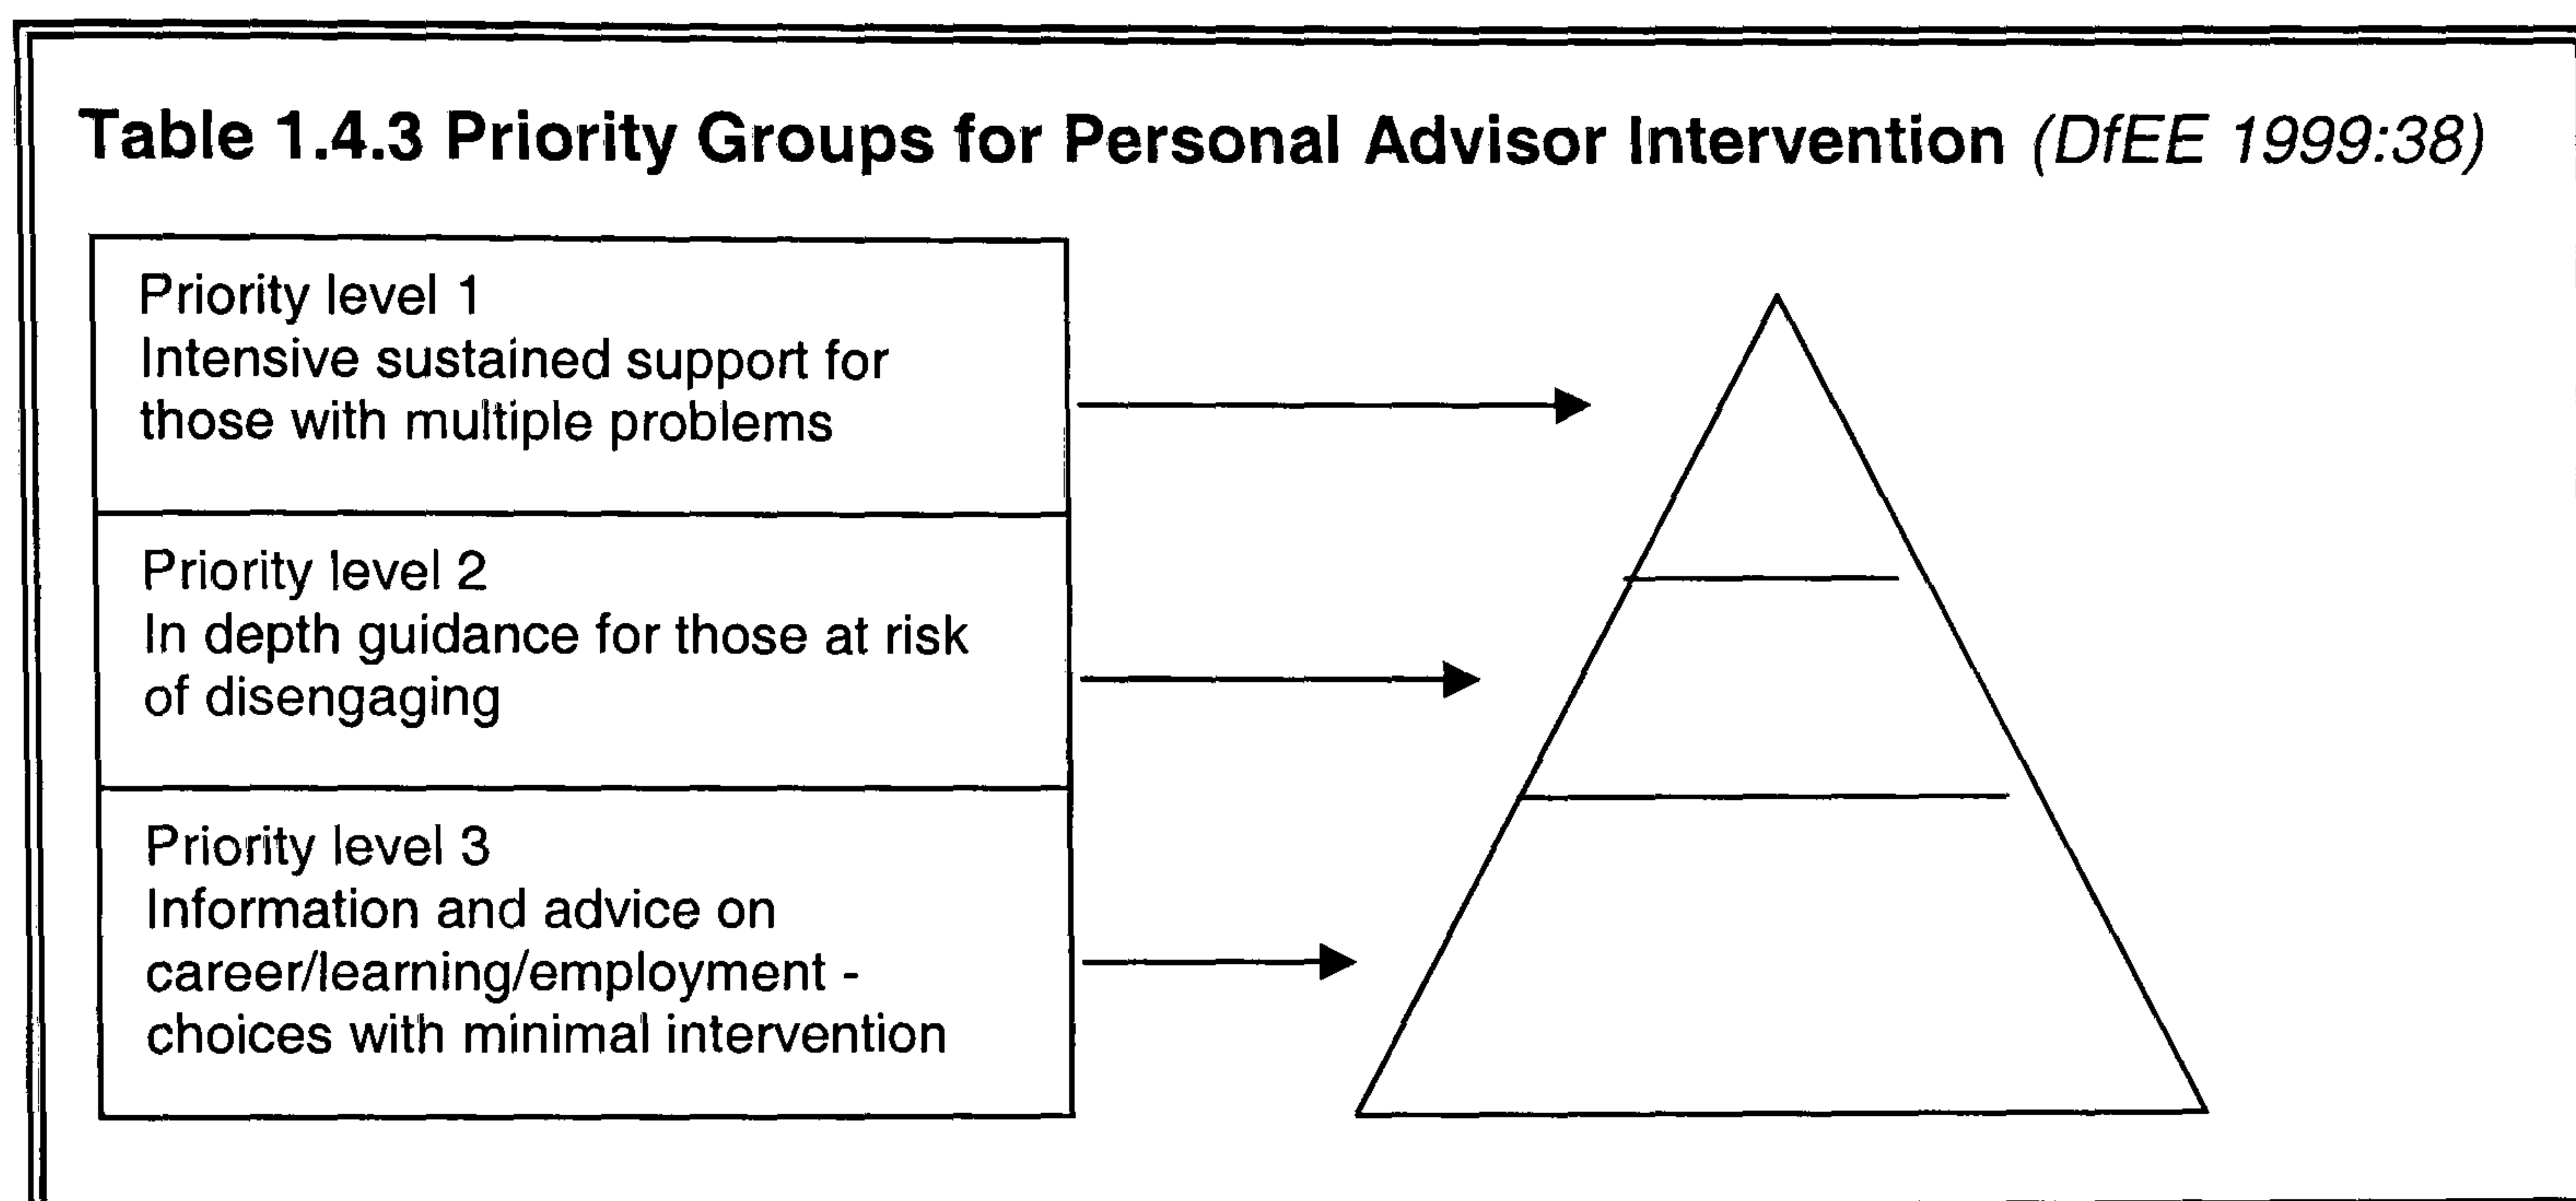 Table 1.4.3 Priority Groups for Personal Advisor Intervention (DfEE 1999:38)
Priority level 1
Intensive sustained support for
those with multiple problems
Priority level 2
In depth guidance for those at risk
of disengaging
Priority level 3
Information and advice on
career/learning/employment -
choices with minimal intervention